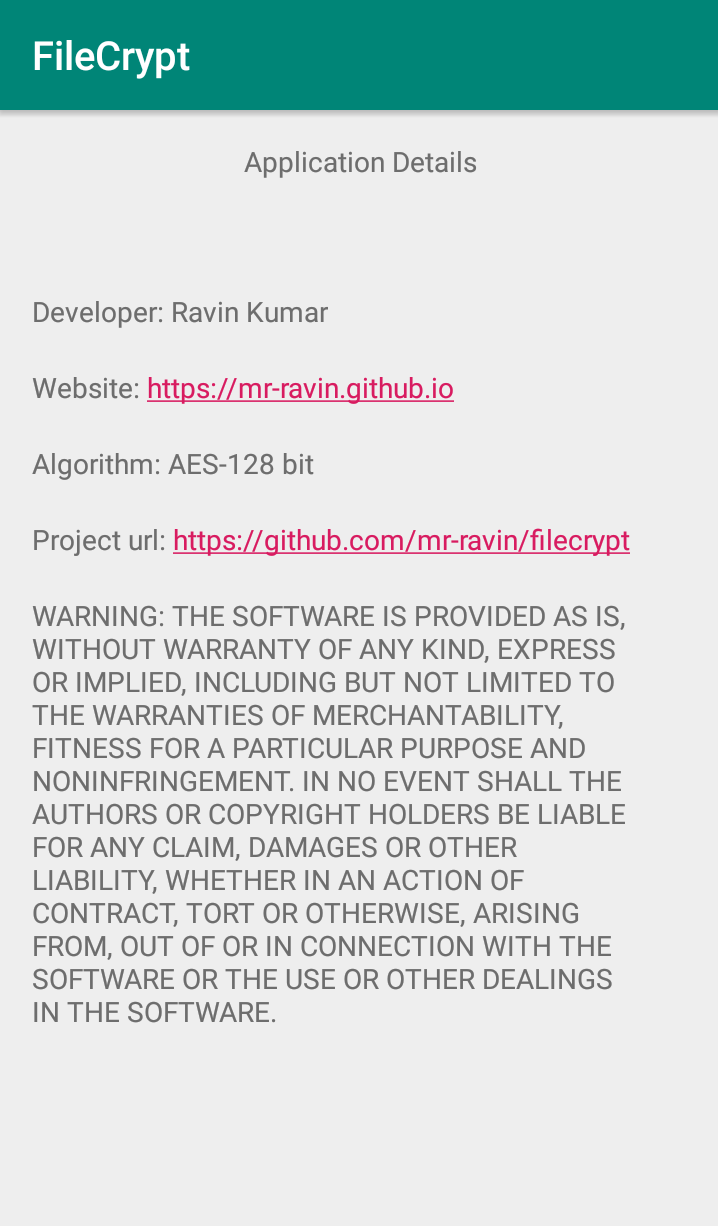 FileCrypt
Application Details
Developer: Ravin Kumar
Website: https://mr-ravin.github.io
Algorithm: AES-128 bit
Project url: https://github.com/mr-ravin/filecrypt
WARNING: THE SOFTWARE IS PROVIDED AS IS,
WITHOUT WARRANTY OF ANY KIND, EXPRESS
OR IMPLIED, INCLUDING BUT NOT LIMITED TO
THE WARRANTIES OF MERCHANTABILITY,
FITNESS FOR A PARTICULAR PURPOSE AND
NONINFRINGEMENT. IN NO EVENT SHALL THE
AUTHORS OR COPYRIGHT HOLDERS BE LIABLE
FOR ANY CLAIM, DAMAGES OR OTHER
LIABILITY, WHETHER IN AN ACTION OF
CONTRACT, TORT OR OTHERWISE, ARISING
FROM, OUT OF OR IN CONNECTION WITH THE
SOFTWARE OR THE USE OR OTHER DEALINGS
IN THE SOFTWARE.